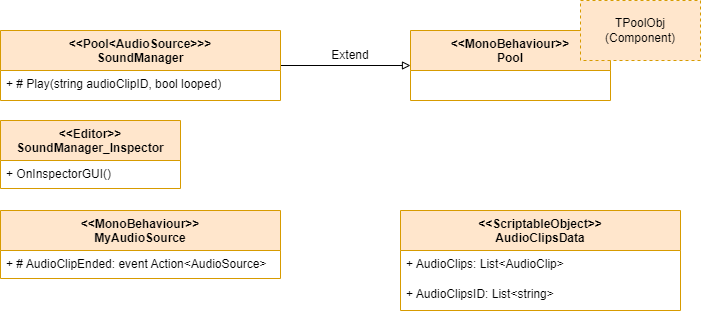 <<Pool<AudioSource>>>
SoundManager
+ # Play(string audioClipID, bool looped)
Extend
<<MonoBehaviour>>
Pool
TPoolObj
(Component)
<<Editor>>
SoundManager_Inspector
+ OnInspectorGUI()
<<MonoBehaviour>>
MyAudioSource
+ # AudioClipEnded: event Action<AudioSource>
<<ScriptableObject>>
AudioClipsData
+ AudioClips: List<AudioClip>
+ AudioClipsID: List<string>